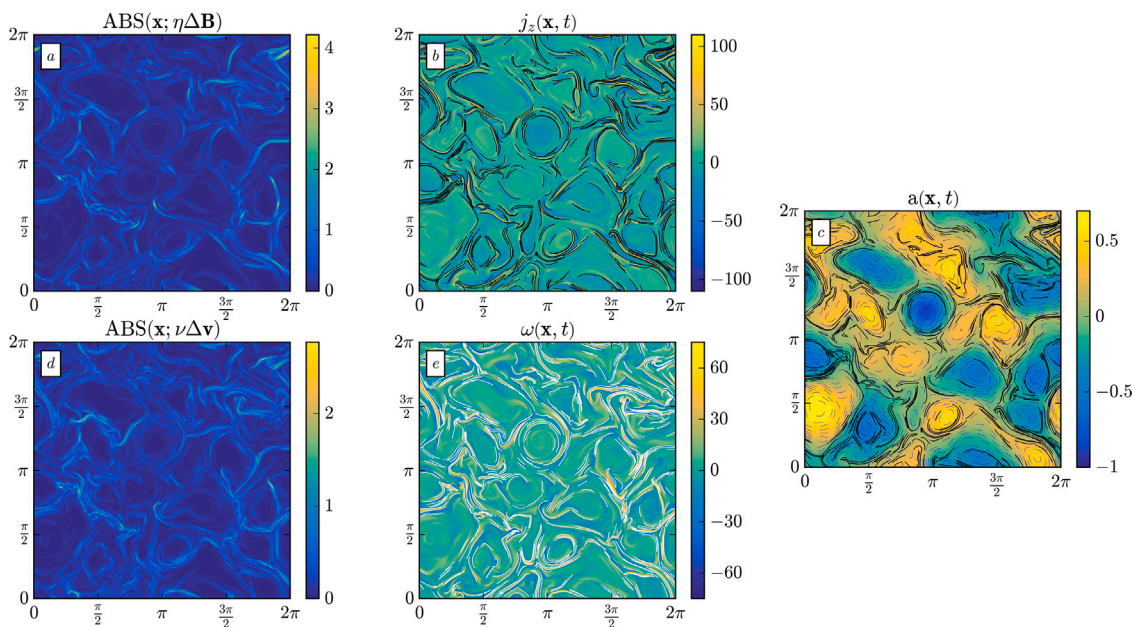 ABS(x; ηΔB)
a
2π
3π/2
π
π/2
0
0 π/2 π 3π/2 2π
4
3
2
1
0
j_z(x, t)
b
2π
3π/2
π
π/2
0
0 π/2 π 3π/2 2π
100
50
0
−50
−100
a(x, t)
c
2π
3π/2
π
π/2
0
0 π/2 π 3π/2 2π
0.5
0
−0.5
−1
ABS(x; νΔv)
d
2π
3π/2
π
π/2
0
0 π/2 π 3π/2 2π
2
1
0
ω(x, t)
e
2π
3π/2
π
π/2
0
0 π/2 π 3π/2 2π
60
30
0
−30
−60